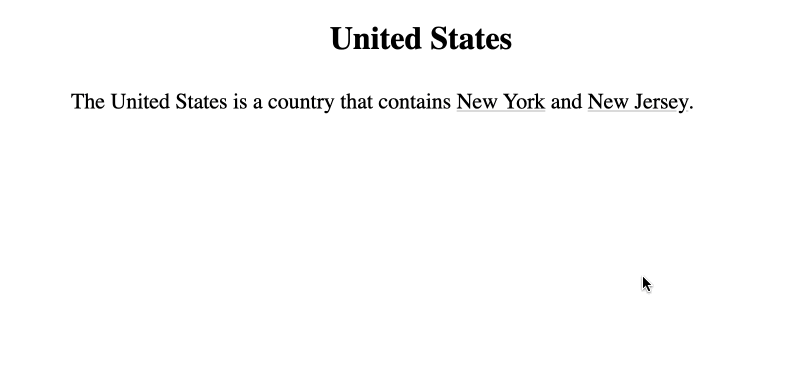 United States
The United States is a country that contains New York and New Jersey.